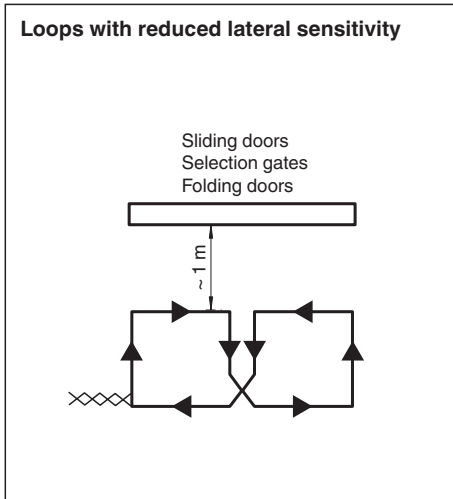 Loops with reduced lateral sensitivity
Sliding doors
Selection gates
Folding doors
~ 1 m